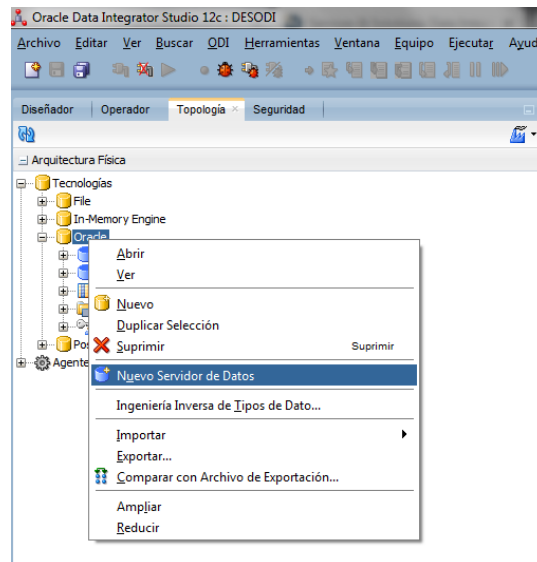 Oracle Data Integrator Studio 12c : DESODI
Archivo Editar Ver Buscar ODI Herramientas Ventana Equipo Ejecutar
Diseñador Operador Topología Seguridad
Arquitectura Física
Tecnologías
File
In-Memory Engine
Oracle
Abrir
Ver
Nuevo
Duplicar Selección
Suprimir Suprimir
Nuevo Servidor de Datos
Ingeniería Inversa de Tipos de Dato...
Importar
Exportar...
Comparar con Archivo de Exportación...
Ampliar
Reducir